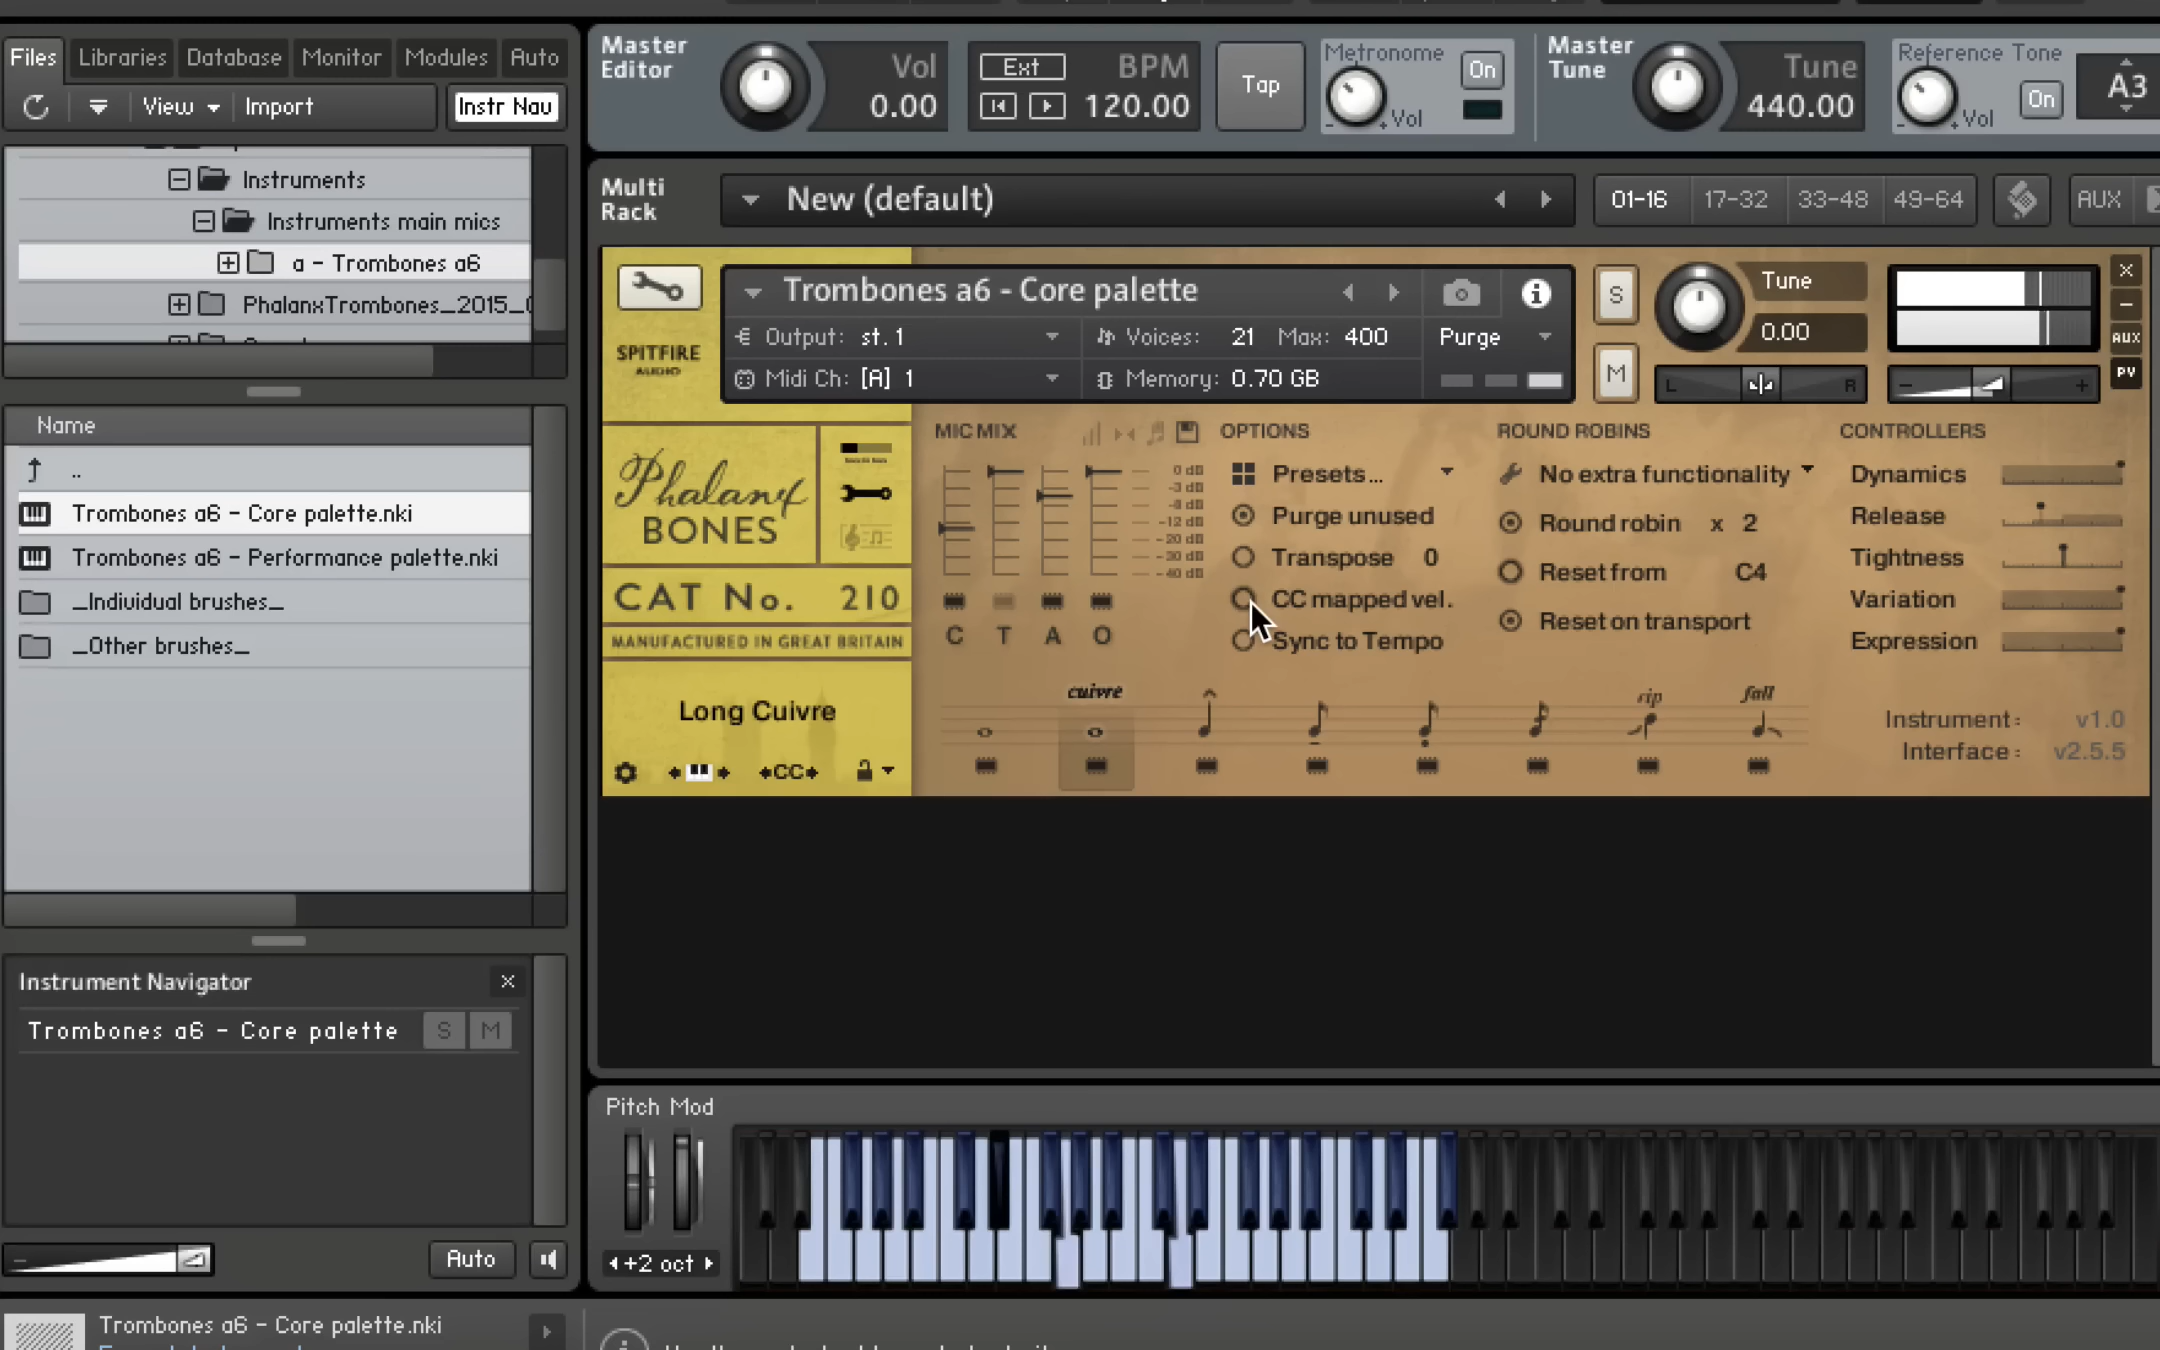 Files Libraries Database Monitor Modules Auto
View Import Instr Nau
Instruments
Instruments main mics
a - Trombones a6
PhalanxTrombones_2015_
Name
..
Trombones a6 - Core palette.nki
Trombones a6 - Performance palette.nki
_Individual brushes_
_Other brushes_
Instrument Navigator
Trombones a6 - Core palette S M
Auto
Trombones a6 - Core palette.nki
Master Editor
Vol
0.00
Ext BPM
120.00
Tap
Metronome
On
- + Vol
Master Tune
Tune
440.00
Reference Tone
On
- + Vol
A3
Multi Rack
New (default)
01-16 17-32 33-48 49-64
AUX
SPITFIRE
AUDIO
Trombones a6 - Core palette
Output: st. 1
Voices: 21 Max: 400
Purge
Midi Ch: [A] 1
Memory: 0.70 GB
S
M
Tune
0.00
L R
- +
AUX
PV
Phalanx
BONES
CAT No. 210
MANUFACTURED IN GREAT BRITAIN
Long Cuivre
CC
MIC MIX
0 dB
-3 dB
-12 dB
-20 dB
-30 dB
-40 dB
C T A O
OPTIONS
Presets...
Purge unused
Transpose 0
CC mapped vel.
Sync to Tempo
ROUND ROBINS
No extra functionality
Round robin x 2
Reset from C4
Reset on transport
CONTROLLERS
Dynamics
Release
Tightness
Variation
Expression
cuivre
rip
fall
Instrument: v1.0
Interface: v2.5.5
Pitch Mod
+2 oct